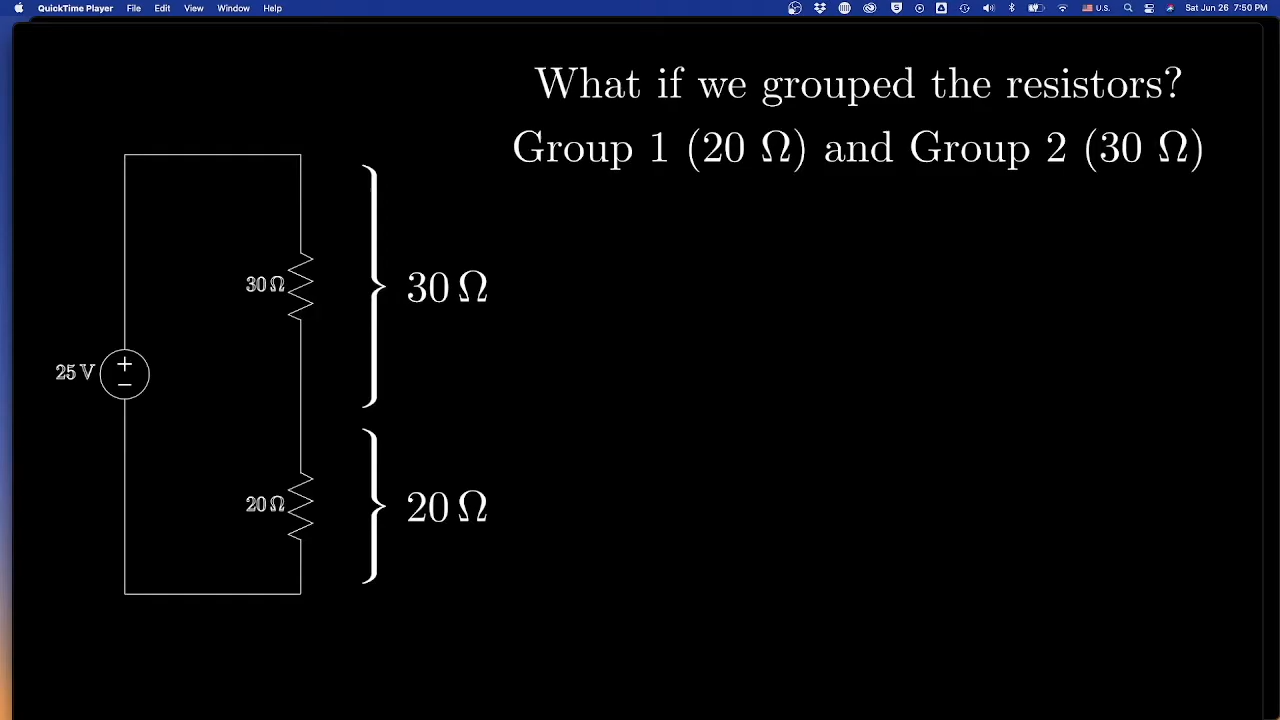 QuickTime Player File Edit View Window Help U.S. Sat Jun 26 7:50 PM
What if we grouped the resistors?
Group 1 (20 Ω) and Group 2 (30 Ω)
30 Ω
30 Ω
25 V
+
−
20 Ω
20 Ω